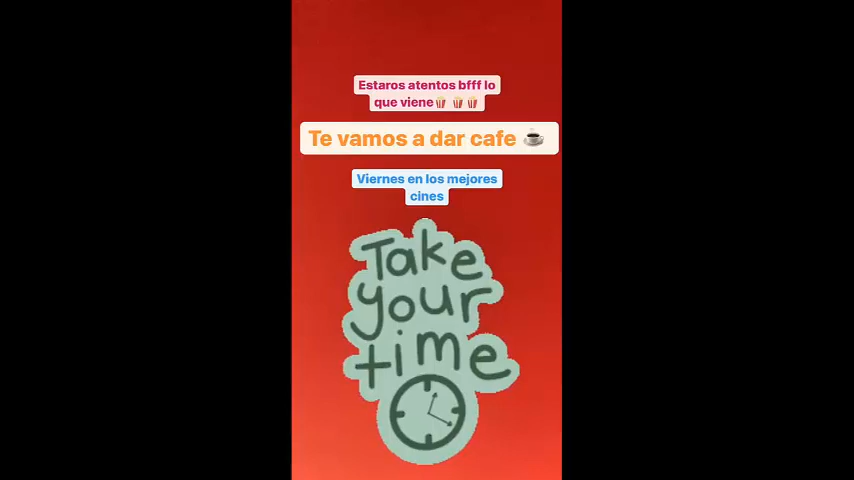 Estaros atentos bfff lo
que viene🍿🍿🍿
Te vamos a dar cafe ☕
Viernes en los mejores
cines
Take
your
time